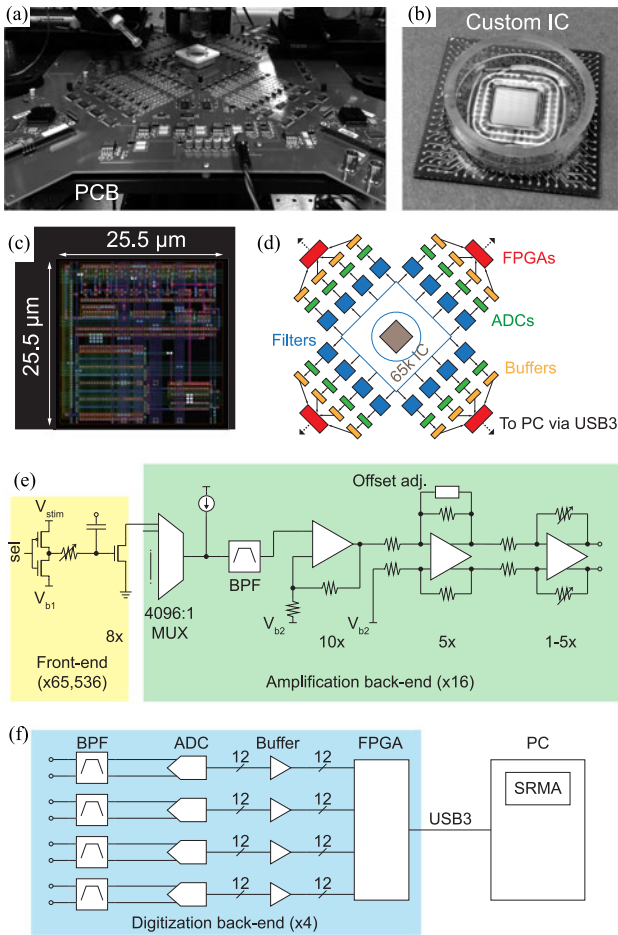 (a)
PCB
(b)
Custom IC
(c)
25.5 µm
25.5 µm
(d)
FPGAs
ADCs
Filters
65k IC
Buffers
To PC via USB3
(e)
Offset adj.
V_stim
sel
V_b1
BPF
4096:1
MUX
V_b2
V_b2
8x
10x
5x
1-5x
Front-end
(x65,536)
Amplification back-end (x16)
(f)
BPF ADC Buffer FPGA PC
12 12
SRMA
12 12
USB3
12 12
12 12
Digitization back-end (x4)